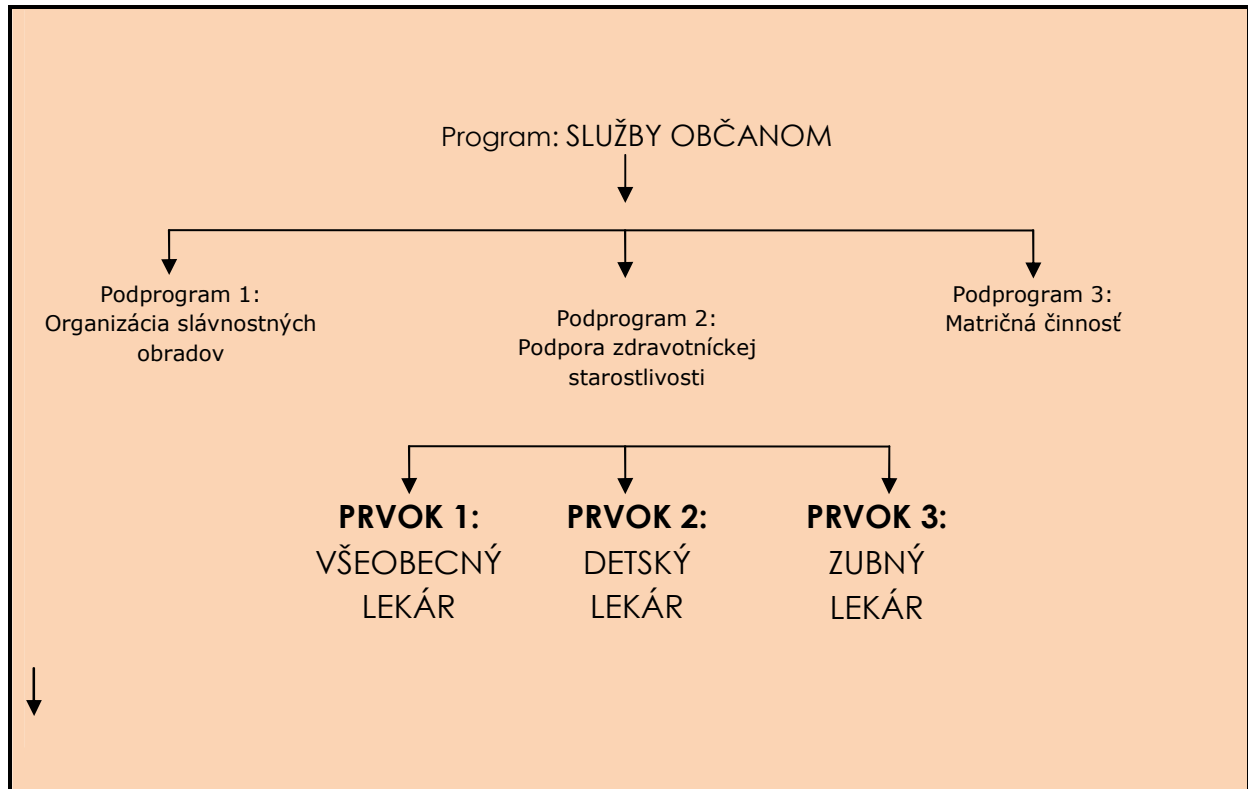 Program: SLUŽBY OBČANOM
Podprogram 1:
Organizácia slávnostných
obradov
Podprogram 2:
Podpora zdravotníckej
starostlivosti
Podprogram 3:
Matričná činnosť
PRVOK 1:
VŠEOBECNÝ
LEKÁR
PRVOK 2:
DETSKÝ
LEKÁR
PRVOK 3:
ZUBNÝ
LEKÁR